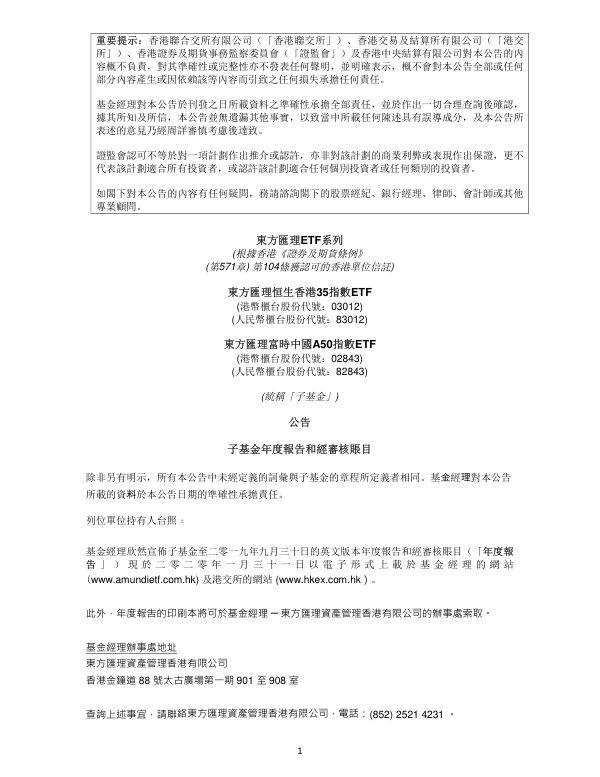 重要提示：香港聯合交所有限公司（「香港聯交所」）、香港交易及結算所有限公司（「港交
所」）、香港證券及期貨事務監察委員會（「證監會」）及香港中央結算有限公司對本公告的內
容概不負責，對其準確性或完整性亦不發表任何聲明，並明確表示，概不會對本公告全部或任何
部分內容產生或因依賴該等內容而引致之任何損失承擔任何責任。
基金經理對本公告於刊發之日所載資料之準確性承擔全部責任，並於作出一切合理查詢後確認，
據其所知及所信，本公告並無遺漏其他事實，以致當中所載任何陳述具有誤導成分，及本公告所
表述的意見乃經周詳審慎考慮後達致。
證監會認可不等於對一項計劃作出推介或認許，亦非對該計劃的商業利弊或表現作出保證，更不
代表該計劃適合所有投資者，或認許該計劃適合任何個別投資者或任何類別的投資者。
如閣下對本公告的內容有任何疑問，務請諮詢閣下的股票經紀、銀行經理、律師、會計師或其他
專業顧問。
東方匯理ETF系列
(根據香港《證券及期貨條例》
(第571章) 第104條獲認可的香港單位信託)
東方匯理恒生香港35指數ETF
(港幣櫃台股份代號：03012)
(人民幣櫃台股份代號：83012)
東方匯理富時中國A50指數ETF
(港幣櫃台股份代號：02843)
(人民幣櫃台股份代號：82843)
(統稱「子基金」)
公告
子基金年度報告和經審核賬目
除非另有明示，所有本公告中未經定義的詞彙與子基金的章程所定義者相同。基金經理對本公告
所載的資料於本公告日期的準確性承擔責任。
列位單位持有人台照：
基金經理欣然宣佈子基金至二零一九年九月三十日的英文版本年度報告和經審核賬目（「年度報
告」）現於二零二零年一月三十一日以電子形式上載於基金經理的網站
(www.amundietf.com.hk) 及港交所的網站 (www.hkex.com.hk ) 。
此外，年度報告的印刷本將可於基金經理 – 東方匯理資產管理香港有限公司的辦事處索取。
基金經理辦事處地址
東方匯理資產管理香港有限公司
香港金鐘道 88 號太古廣場第一期 901 至 908 室
查詢上述事宜，請聯絡東方匯理資產管理香港有限公司，電話：(852) 2521 4231 。
1